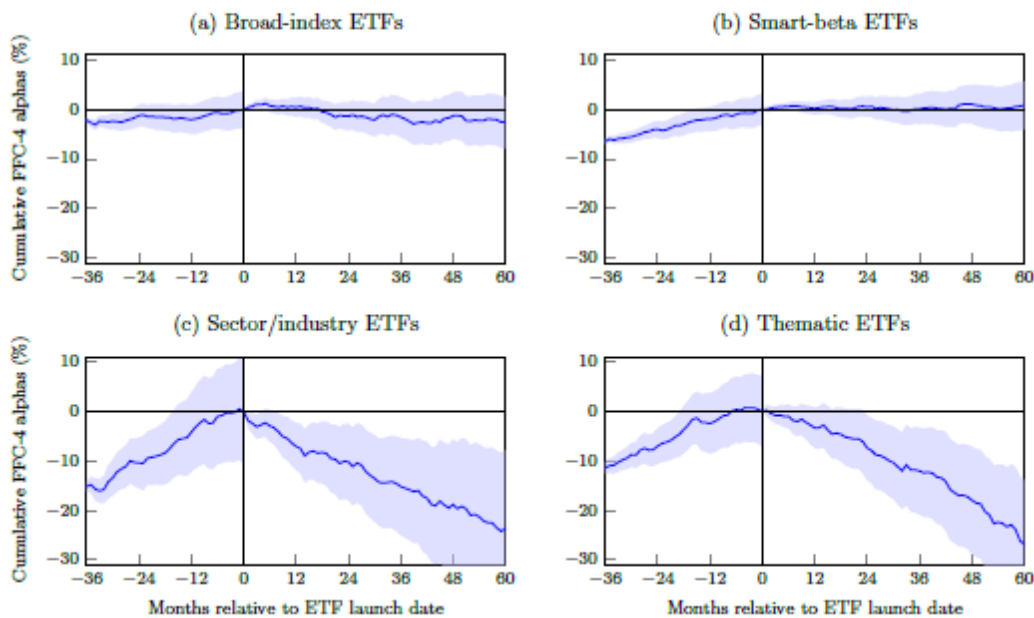 (a) Broad-index ETFs
(b) Smart-beta ETFs
Cumulative FFC-4 alphas (%)
10
0
−10
−20
−30
−36 −24 −12 0 12 24 36 48 60
10
0
−10
−20
−30
−36 −24 −12 0 12 24 36 48 60
(c) Sector/industry ETFs
(d) Thematic ETFs
Cumulative FFC-4 alphas (%)
10
0
−10
−20
−30
−36 −24 −12 0 12 24 36 48 60
Months relative to ETF launch date
10
0
−10
−20
−30
−36 −24 −12 0 12 24 36 48 60
Months relative to ETF launch date